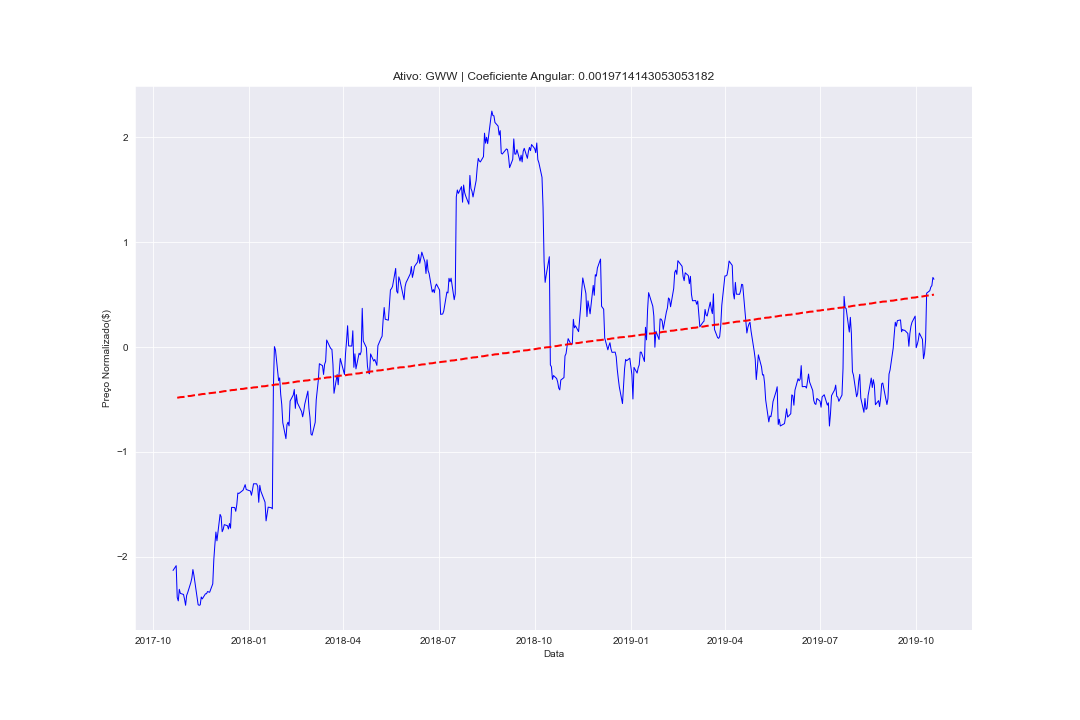 Ativo: GWW | Coeficiente Angular: 0.0019714143053053182
2
1
0
−1
−2
Preço Normalizado($)
2017-10 2018-01 2018-04 2018-07 2018-10 2019-01 2019-04 2019-07 2019-10
Data